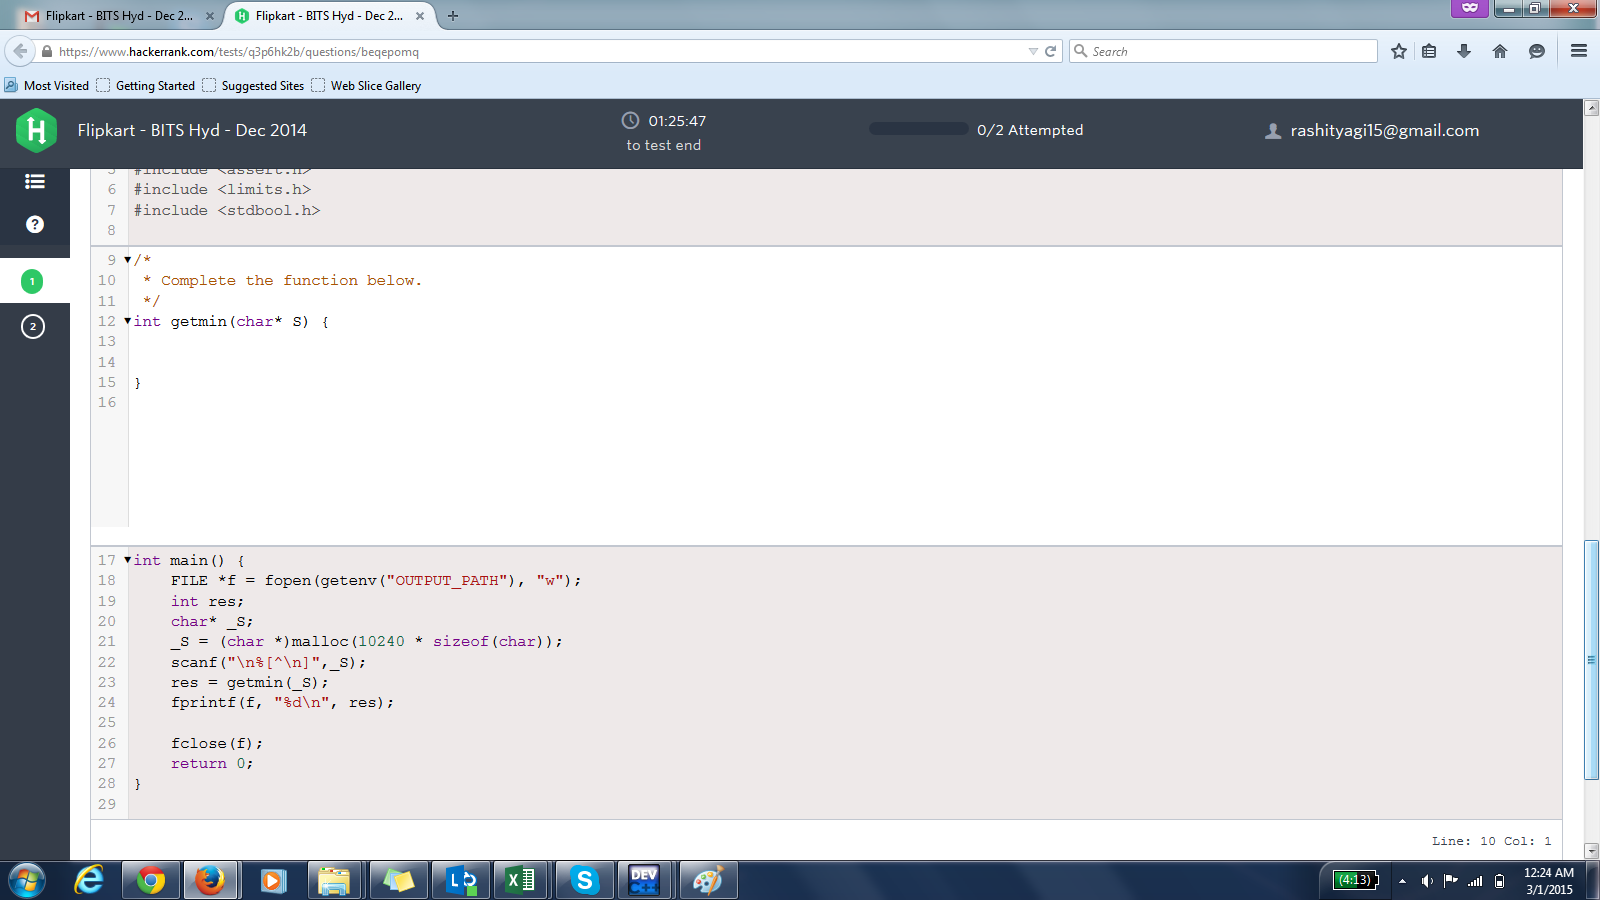 Flipkart - BITS Hyd - Dec 2...
Flipkart - BITS Hyd - Dec 2...
https://www.hackerrank.com/tests/q3p6hk2b/questions/beqepomq
Search
Most Visited
Getting Started
Suggested Sites
Web Slice Gallery
Flipkart - BITS Hyd - Dec 2014
01:25:47
to test end
0/2 Attempted
rashityagi15@gmail.com
5 #include <assert.h>
6 #include <limits.h>
7 #include <stdbool.h>
8
9 /*
10 * Complete the function below.
11 */
12 int getmin(char* S) {
13
14
15 }
16
17 int main() {
18 FILE *f = fopen(getenv("OUTPUT_PATH"), "w");
19 int res;
20 char* _S;
21 _S = (char *)malloc(10240 * sizeof(char));
22 scanf("\n%[^\n]",_S);
23 res = getmin(_S);
24 fprintf(f, "%d\n", res);
25
26 fclose(f);
27 return 0;
28 }
29
?
1
2
Line: 10 Col: 1
DEV
C++
(4:13)
12:24 AM
3/1/2015